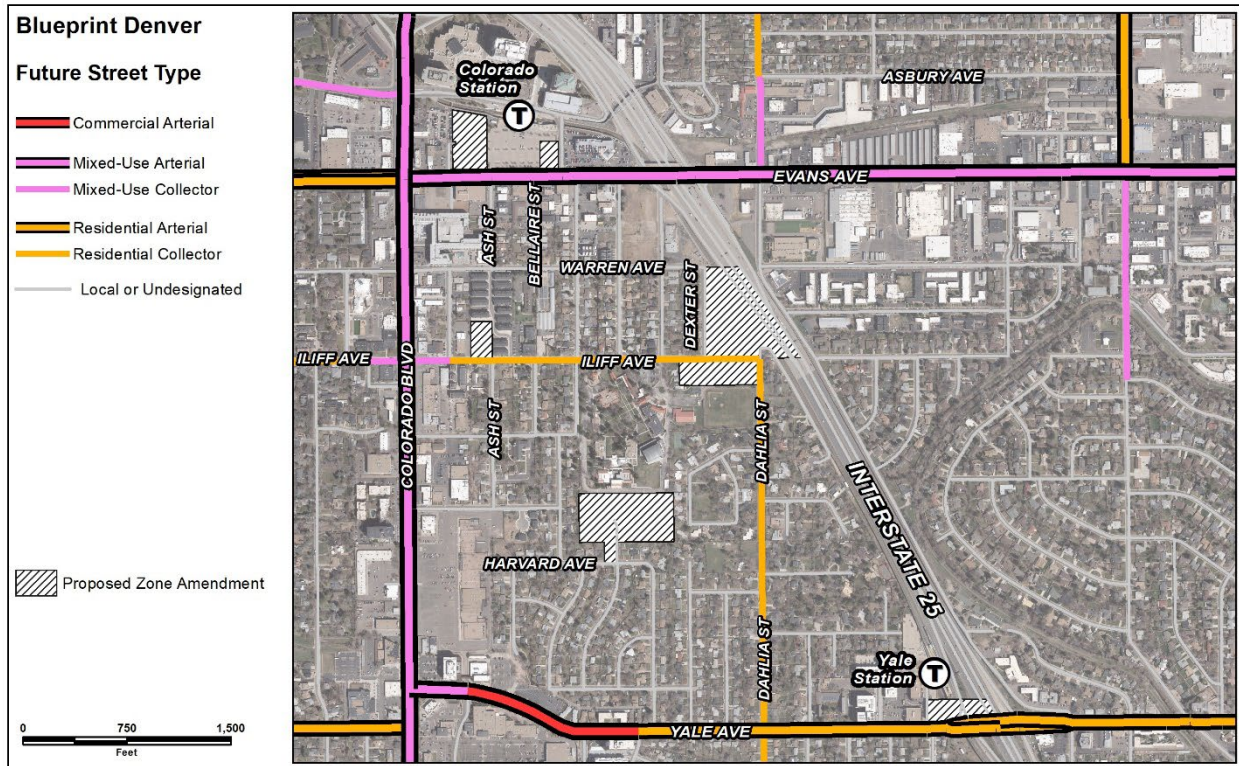 Blueprint Denver
Future Street Type
Commercial Arterial
Mixed-Use Arterial
Mixed-Use Collector
Residential Arterial
Residential Collector
Local or Undesignated
Proposed Zone Amendment
0 750 1,500
Feet
Colorado
Station
T
ASBURY AVE
EVANS AVE
ASH ST
BELLAIRE ST
WARREN AVE
DEXTER ST
ILIFF AVE
ILIFF AVE
COLORADO BLVD
ASH ST
DAHLIA ST
INTERSTATE 25
HARVARD AVE
DAHLIA ST
Yale
Station
T
YALE AVE